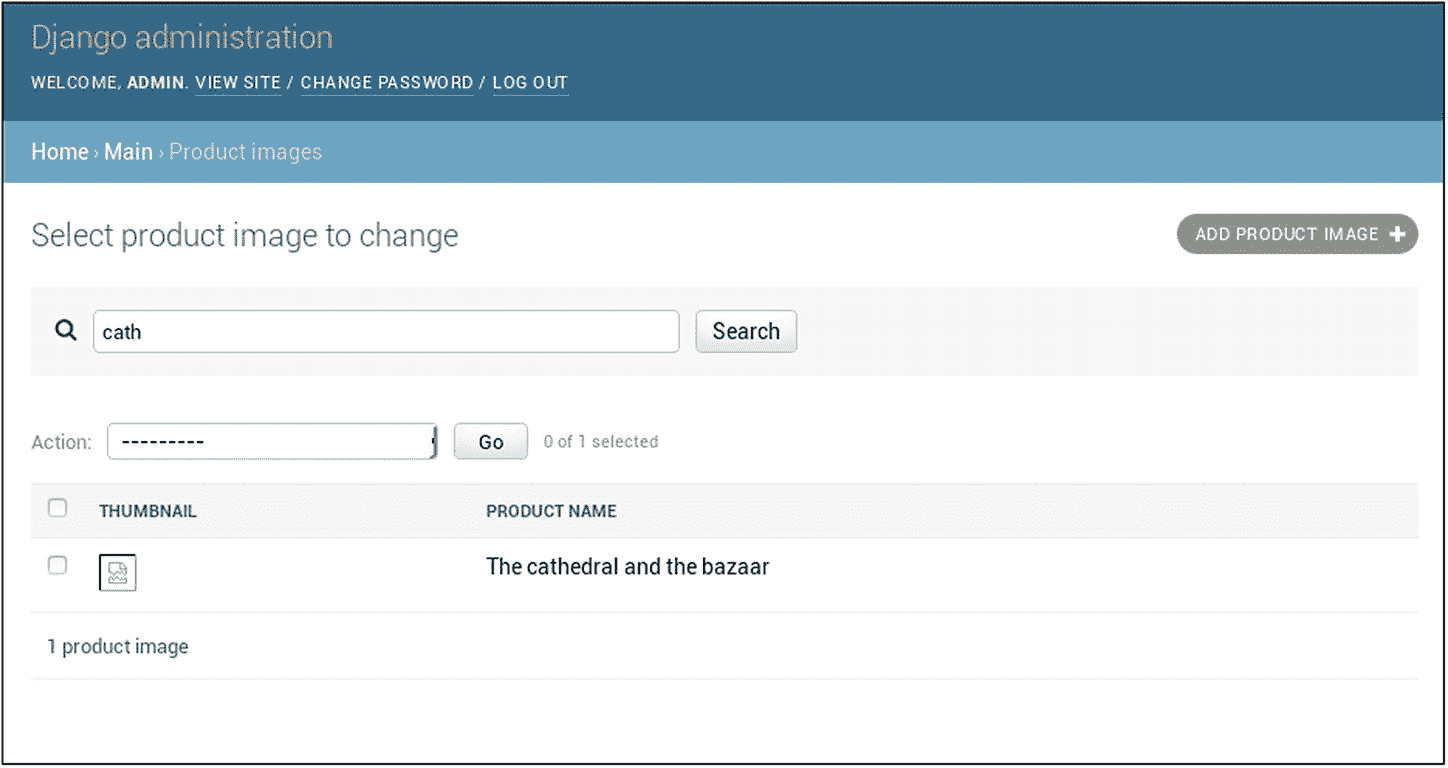 Django administration
WELCOME, ADMIN. VIEW SITE / CHANGE PASSWORD / LOG OUT
Home › Main › Product images
Select product image to change
ADD PRODUCT IMAGE +
cath
Search
Action: --------- Go 0 of 1 selected
THUMBNAIL PRODUCT NAME
The cathedral and the bazaar
1 product image